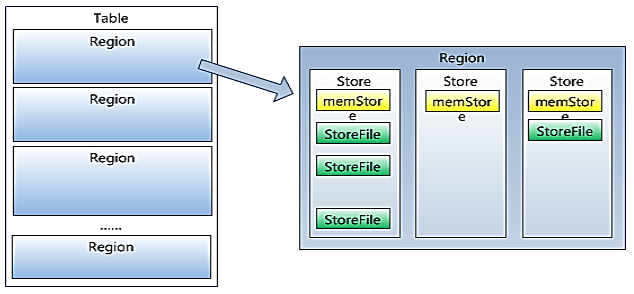 Table
Region
Region
Region
......
Region
Region
Store
memStor
e
StoreFile
StoreFile
StoreFile
Store
memStor
e
Store
memStor
e
StoreFile